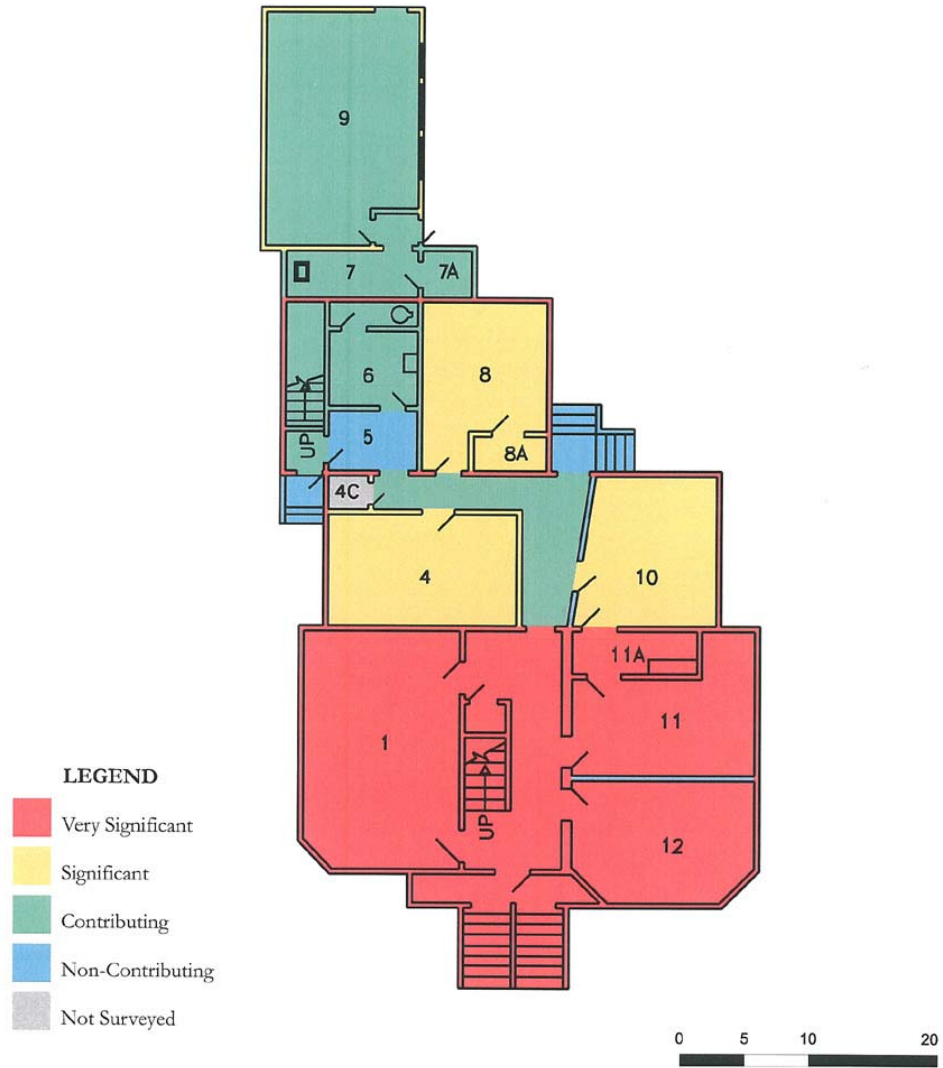 9
7
7A
6
8
5
UP
8A
4C
4
10
11A
1
11
UP
12
LEGEND
Very Significant
Significant
Contributing
Non-Contributing
Not Surveyed
0 5 10 20